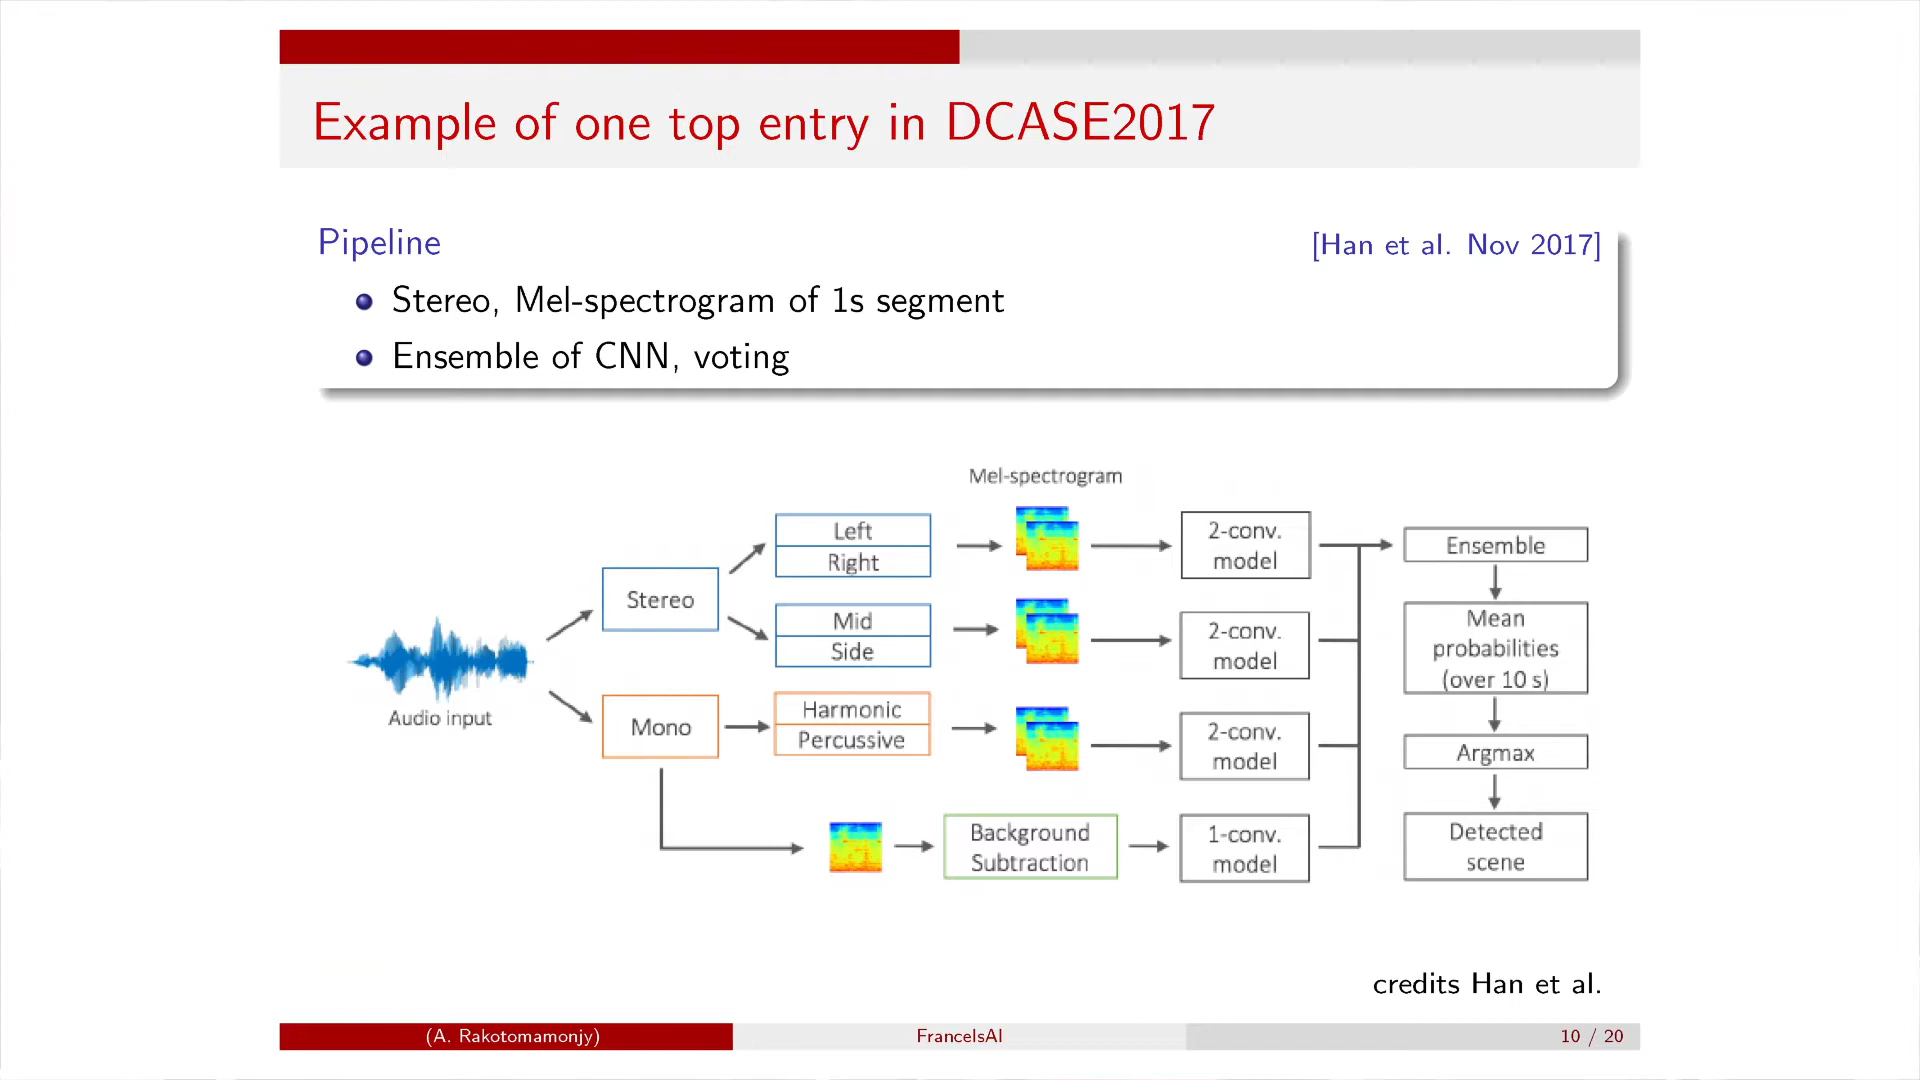 Example of one top entry in DCASE2017
Pipeline [Han et al. Nov 2017]
Stereo, Mel-spectrogram of 1s segment
Ensemble of CNN, voting
Mel-spectrogram
Audio input
Stereo
Mono
Left
Right
Mid
Side
Harmonic
Percussive
Background
Subtraction
2-conv.
model
2-conv.
model
2-conv.
model
1-conv.
model
Ensemble
Mean
probabilities
(over 10 s)
Argmax
Detected
scene
credits Han et al.
(A. Rakotomamonjy) FranceIsAI 10 / 20